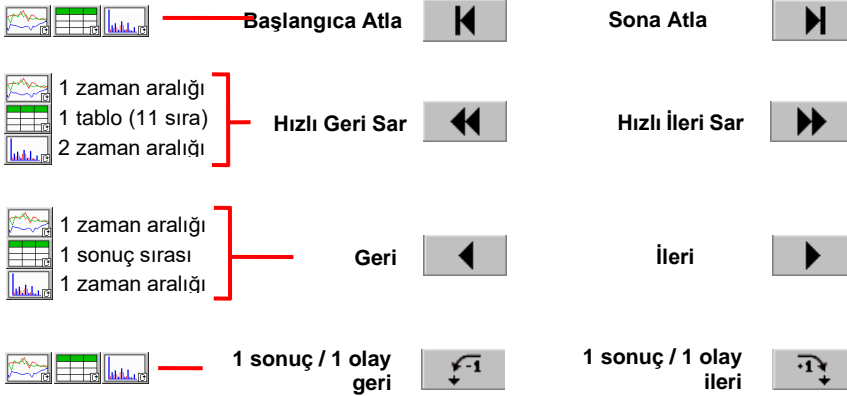 Başlangıca Atla
Sona Atla
1 zaman aralığı
1 tablo (11 sıra)
2 zaman aralığı
Hızlı Geri Sar
Hızlı İleri Sar
1 zaman aralığı
1 sonuç sırası
1 zaman aralığı
Geri
İleri
1 sonuç / 1 olay
geri
-1
1 sonuç / 1 olay
ileri
+1